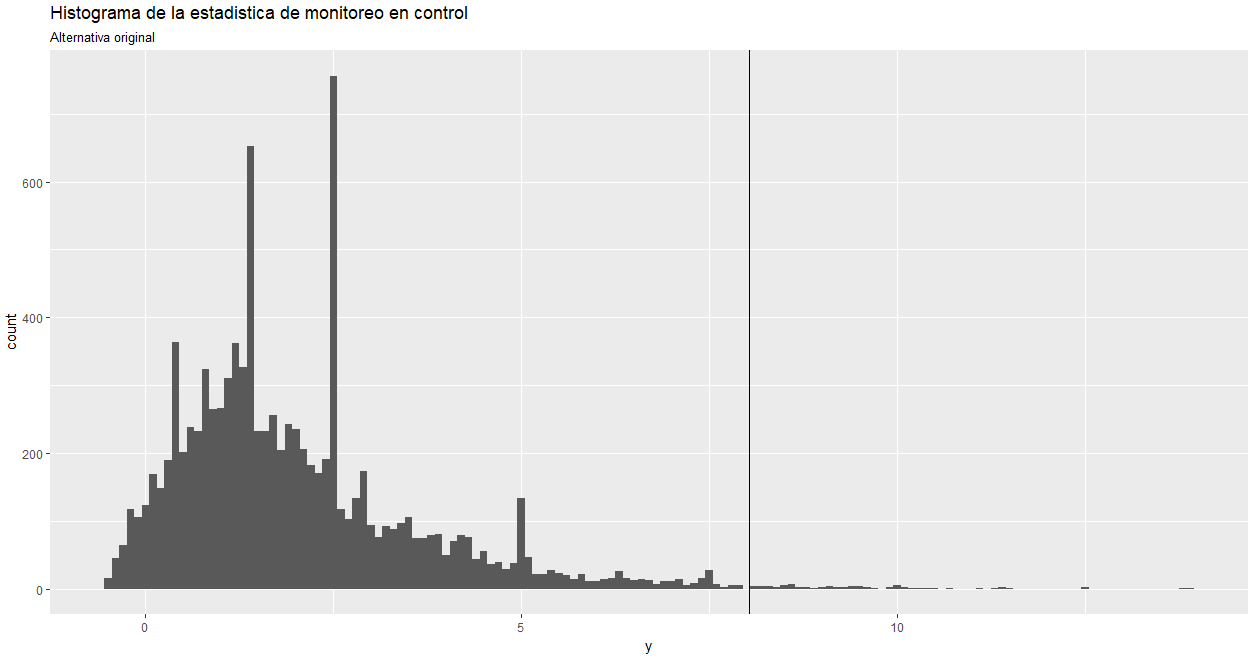 Histograma de la estadistica de monitoreo en control
Alternativa original
count
600
400
200
0
0
5
10
y